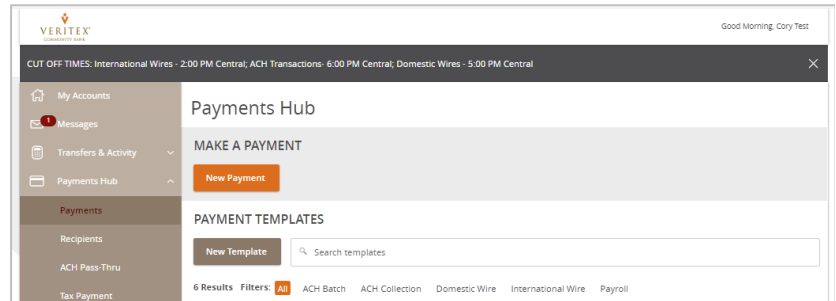 VERITEX
COMMUNITY BANK
Good Morning, Cory Test
CUT OFF TIMES: International Wires - 2:00 PM Central; ACH Transactions- 6:00 PM Central; Domestic Wires - 5:00 PM Central
My Accounts
1
Messages
Transfers & Activity
Payments Hub
Payments
Recipients
ACH Pass-Thru
Tax Payment
Payments Hub
MAKE A PAYMENT
New Payment
PAYMENT TEMPLATES
New Template
Search templates
6 Results Filters: All ACH Batch ACH Collection Domestic Wire International Wire Payroll